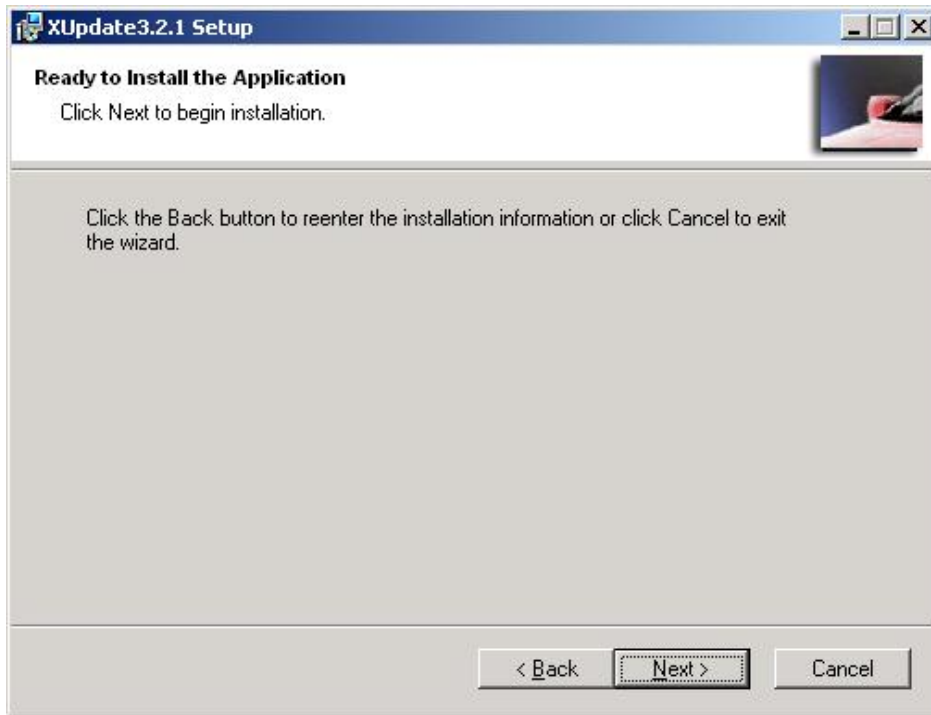 XUpdate3.2.1 Setup
Ready to Install the Application
Click Next to begin installation.
Click the Back button to reenter the installation information or click Cancel to exit
the wizard.
< Back
Next >
Cancel